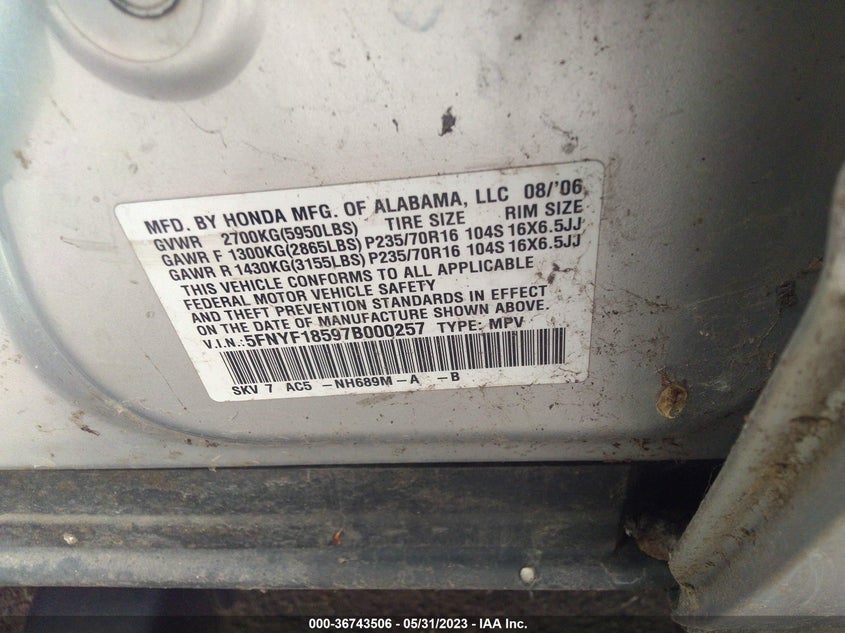 MFD. BY HONDA MFG. OF ALABAMA, LLC 08/'06
GVWR 2700KG(5950LBS) TIRE SIZE RIM SIZE
GAWR F 1300KG(2865LBS) P235/70R16 104S 16X6.5JJ
GAWR R 1430KG(3155LBS) P235/70R16 104S 16X6.5JJ
THIS VEHICLE CONFORMS TO ALL APPLICABLE
FEDERAL MOTOR VEHICLE SAFETY
AND THEFT PREVENTION STANDARDS IN EFFECT
ON THE DATE OF MANUFACTURE SHOWN ABOVE.
V.I.N.:5FNYF18597B000257 TYPE: MPV
SKV 7 AC5 -NH689M-A -B
000-36743506 - 05/31/2023 - IAA Inc.